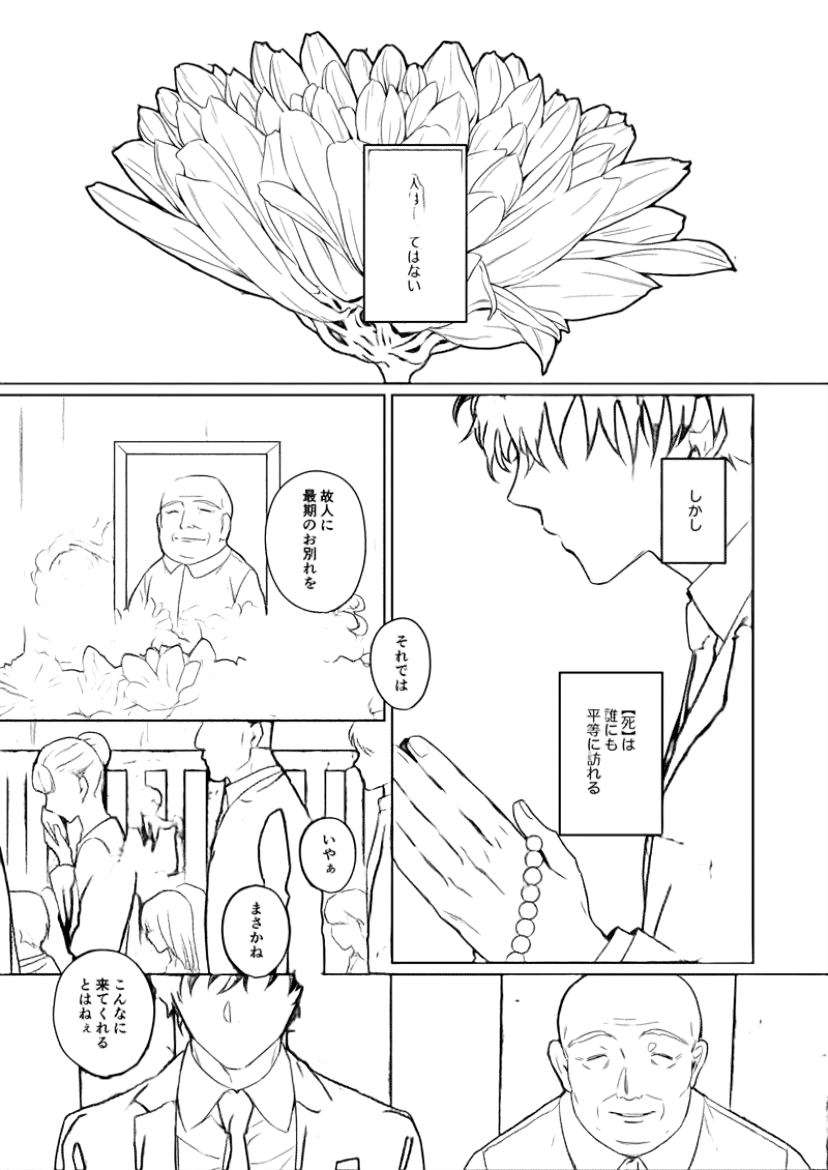 人は
てはない
しかし
【死】は
誰にも
平等に訪れる
それでは
故人に
最期のお別れを
いやぁ
まさかね
こんなに
来てくれる
とはねぇ